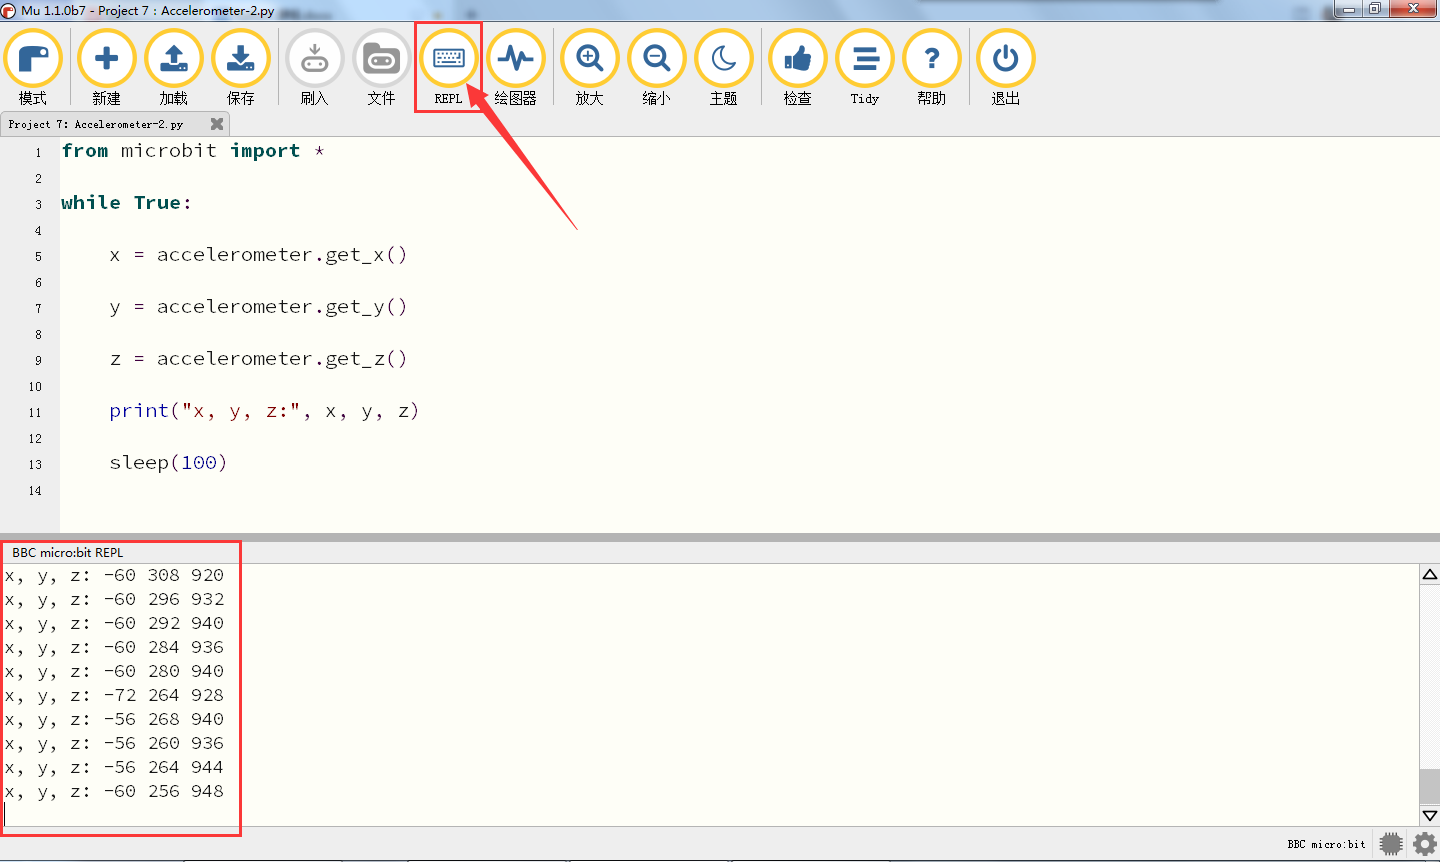 Mu 1.1.0b7 - Project 7 : Accelerometer-2.py
模式 新建 加载 保存 刷入 文件 REPL 绘图器 放大 缩小 主题 检查 Tidy 帮助 退出
Project 7: Accelerometer-2.py
1 from microbit import *
2
3 while True:
4
5 x = accelerometer.get_x()
6
7 y = accelerometer.get_y()
8
9 z = accelerometer.get_z()
10
11 print("x, y, z:", x, y, z)
12
13 sleep(100)
14
BBC micro:bit REPL
x, y, z: -60 308 920
x, y, z: -60 296 932
x, y, z: -60 292 940
x, y, z: -60 284 936
x, y, z: -60 280 940
x, y, z: -72 264 928
x, y, z: -56 268 940
x, y, z: -56 260 936
x, y, z: -56 264 944
x, y, z: -60 256 948
BBC micro:bit